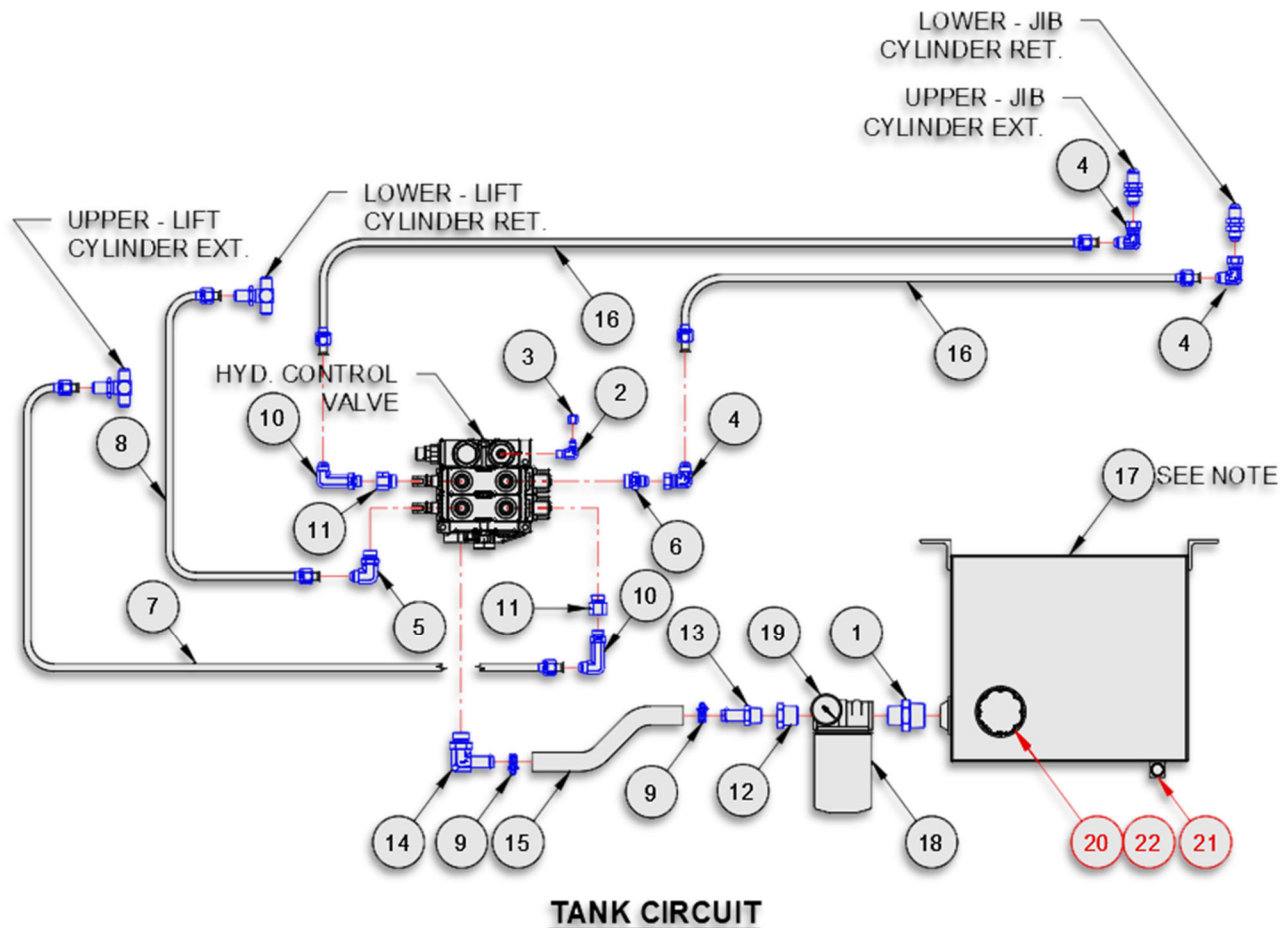 LOWER - JIB
CYLINDER RET.
UPPER - JIB
CYLINDER EXT.
4
LOWER - LIFT
CYLINDER RET.
UPPER - LIFT
CYLINDER EXT.
16
16
4
3
2
HYD. CONTROL
VALVE
10
4
8
11
6
17 SEE NOTE
7
5
11
10
13
19
1
14
9
15
9
12
18
20
22
21
TANK CIRCUIT